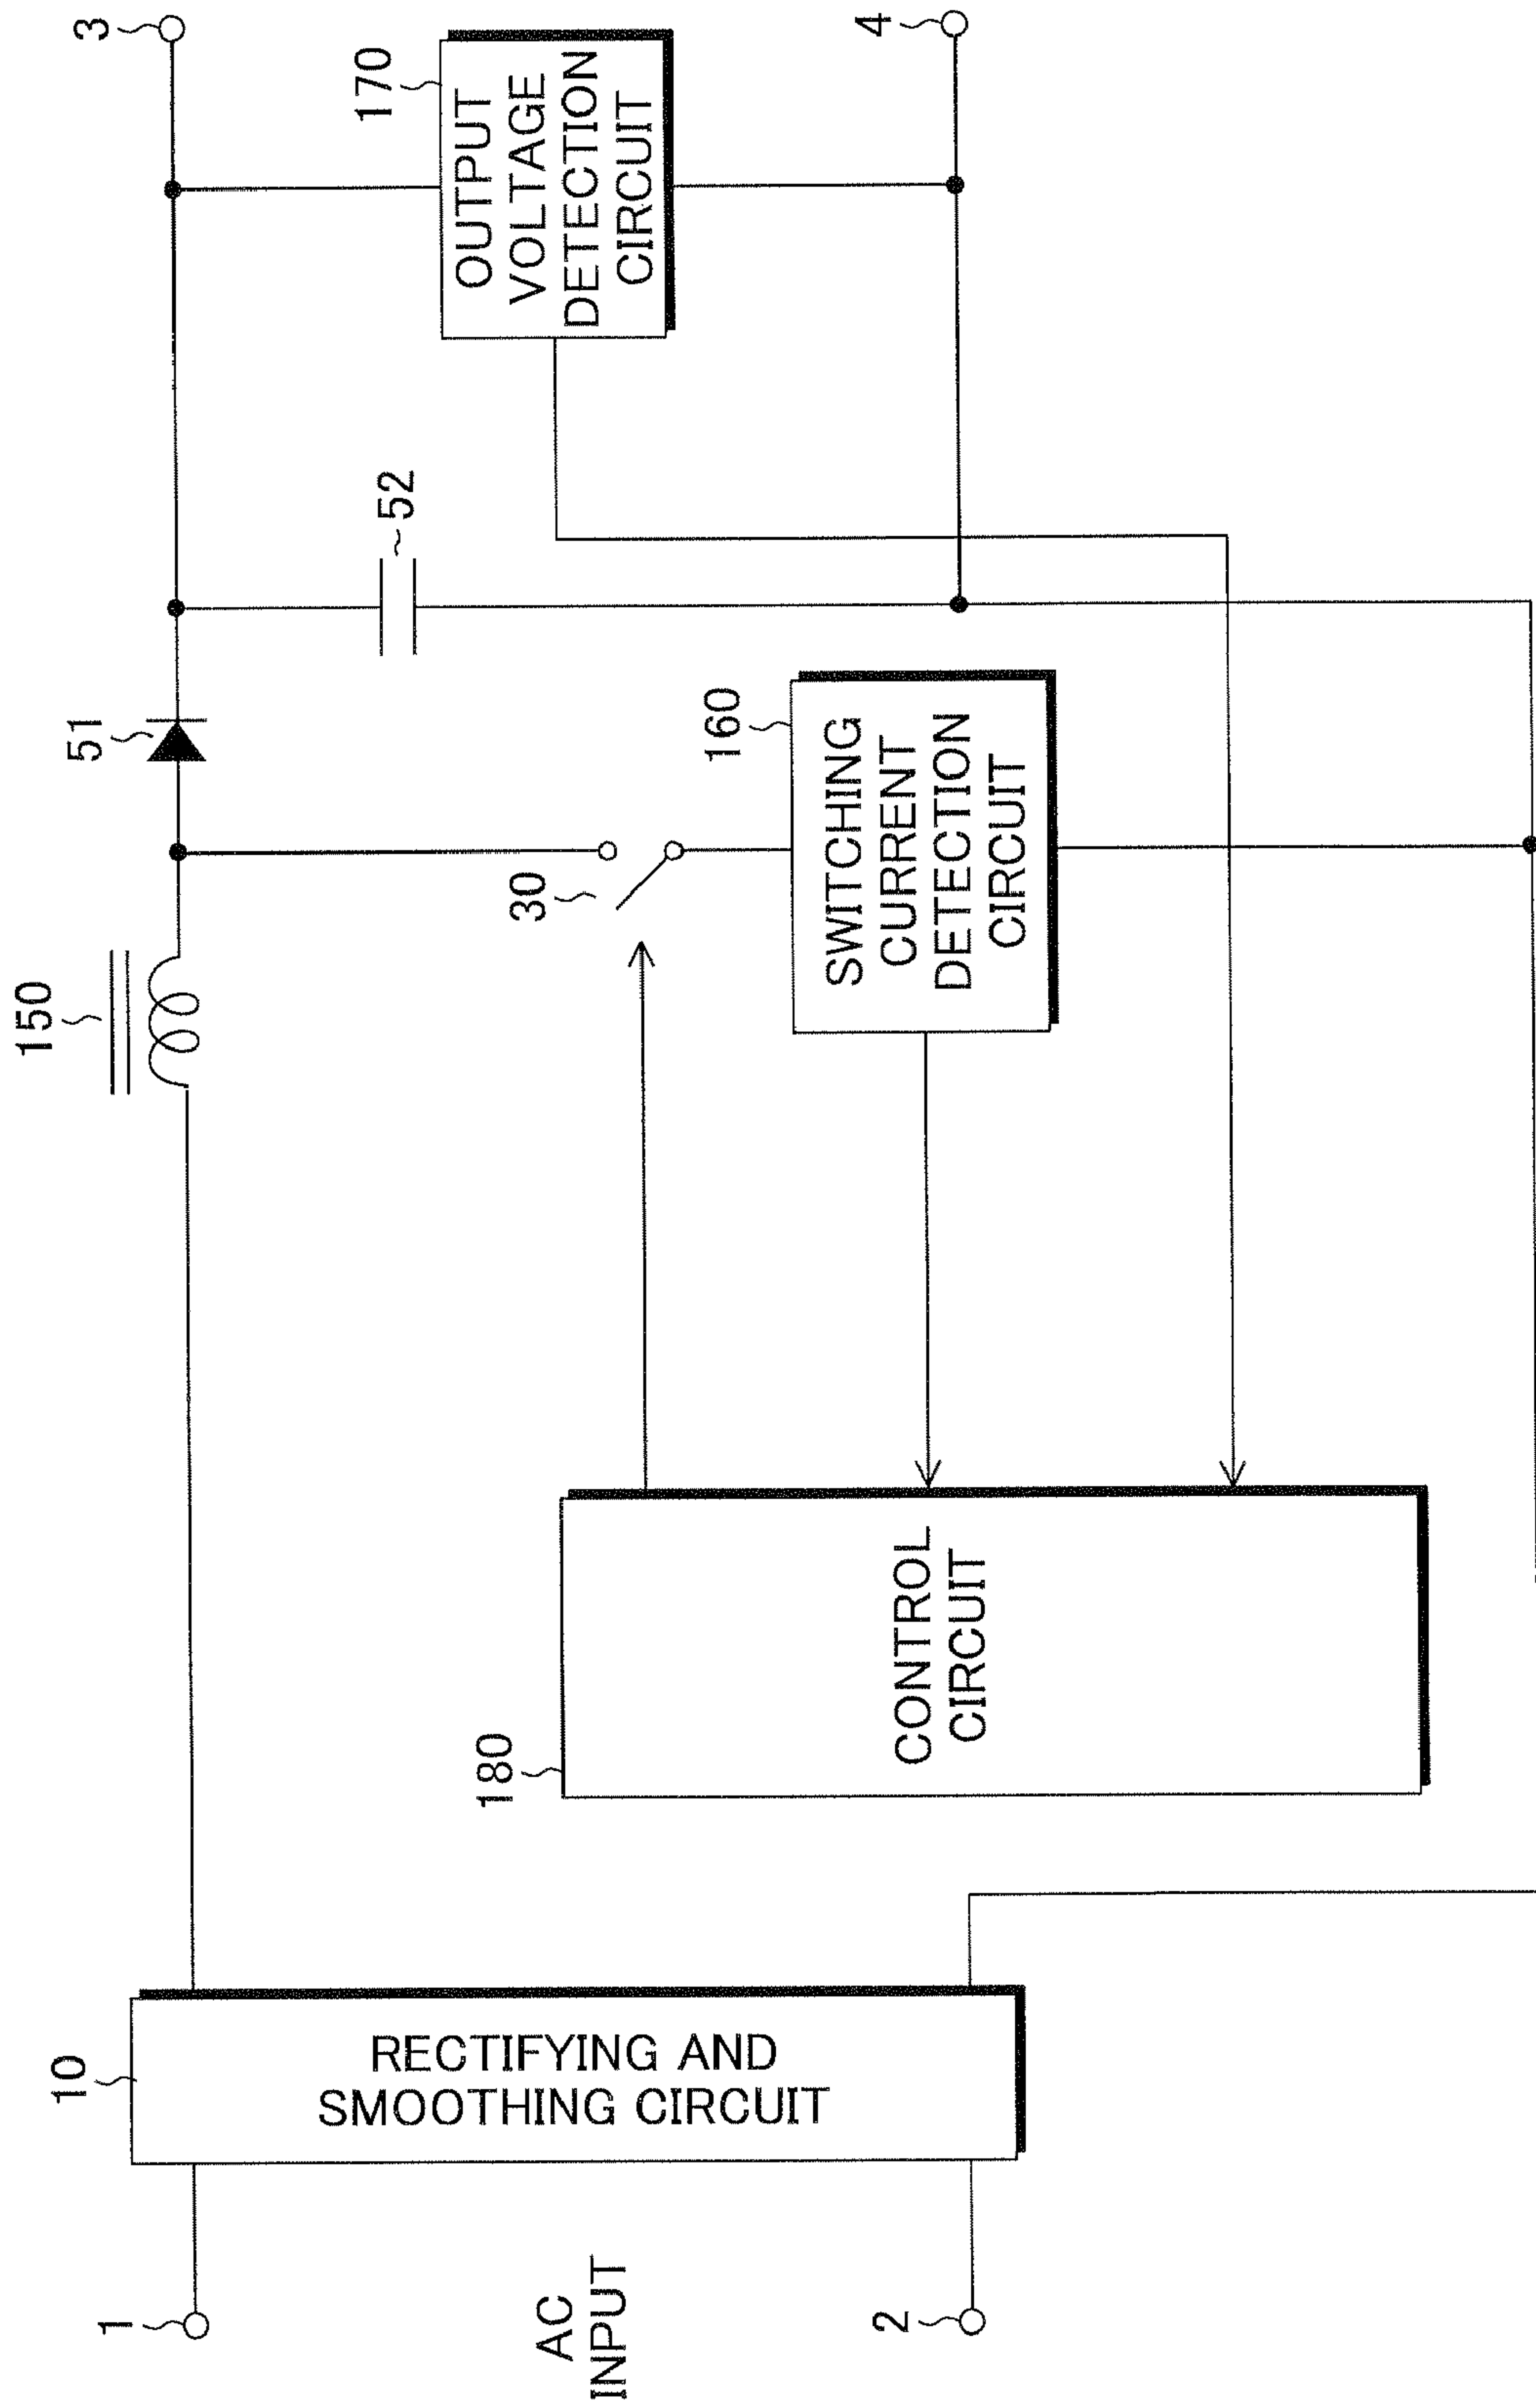 150
51
3
52
170
OUTPUT
VOLTAGE
DETECTION
CIRCUIT
30
160
SWITCHING
CURRENT
DETECTION
CIRCUIT
4
10
RECTIFYING AND
SMOOTHING CIRCUIT
180
CONTROL
CIRCUIT
1
AC
INPUT
2